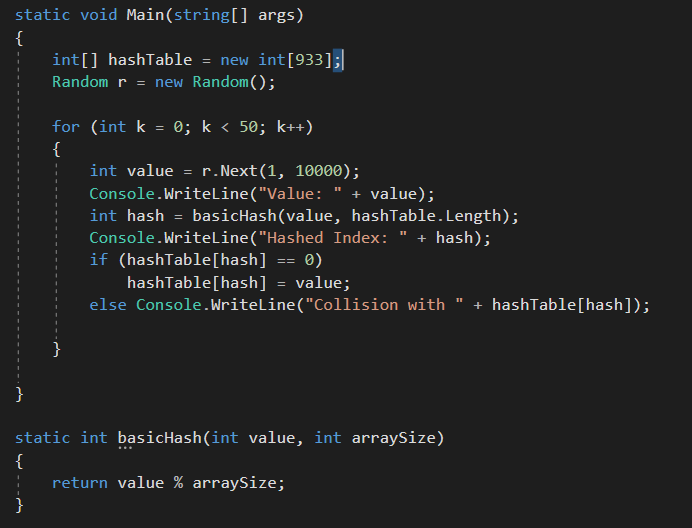 static void Main(string[] args)
{
int[] hashTable = new int[933];
Random r = new Random();
for (int k = 0; k < 50; k++)
{
int value = r.Next(1, 10000);
Console.WriteLine("Value: " + value);
int hash = basicHash(value, hashTable.Length);
Console.WriteLine("Hashed Index: " + hash);
if (hashTable[hash] == 0)
hashTable[hash] = value;
else Console.WriteLine("Collision with " + hashTable[hash]);
}
}
static int basicHash(int value, int arraySize)
{
return value % arraySize;
}